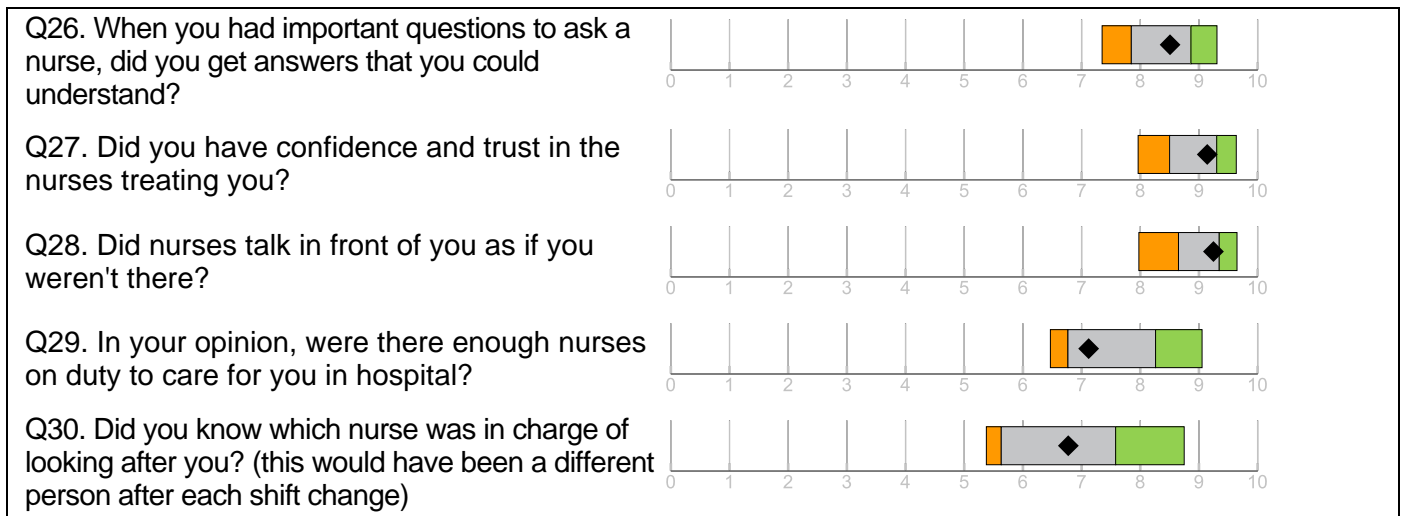 Q26. When you had important questions to ask a
nurse, did you get answers that you could
understand?
0 1 2 3 4 5 6 7 8 9 10
Q27. Did you have confidence and trust in the
nurses treating you?
0 1 2 3 4 5 6 7 8 9 10
Q28. Did nurses talk in front of you as if you
weren't there?
0 1 2 3 4 5 6 7 8 9 10
Q29. In your opinion, were there enough nurses
on duty to care for you in hospital?
0 1 2 3 4 5 6 7 8 9 10
Q30. Did you know which nurse was in charge of
looking after you? (this would have been a different
person after each shift change)
0 1 2 3 4 5 6 7 8 9 10